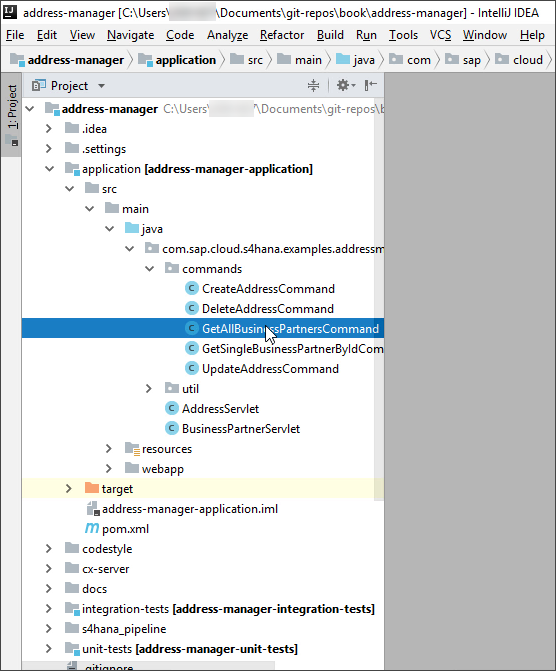 address-manager [C:\Users\ \Documents\git-repos\book\address-manager] - IntelliJ IDEA
File Edit View Navigate Code Analyze Refactor Build Run Tools VCS Window Help
address-manager application src main java com sap cloud
1: Project
Project
address-manager C:\Users\ \Documents\git-repos\b
.idea
.settings
application [address-manager-application]
src
main
java
com.sap.cloud.s4hana.examples.addressm
commands
C CreateAddressCommand
C DeleteAddressCommand
C GetAllBusinessPartnersCommand
C GetSingleBusinessPartnerByIdCom
C UpdateAddressCommand
util
C AddressServlet
C BusinessPartnerServlet
resources
webapp
target
address-manager-application.iml
m pom.xml
codestyle
cx-server
docs
integration-tests [address-manager-integration-tests]
s4hana_pipeline
unit-tests [address-manager-unit-tests]
.gitignore